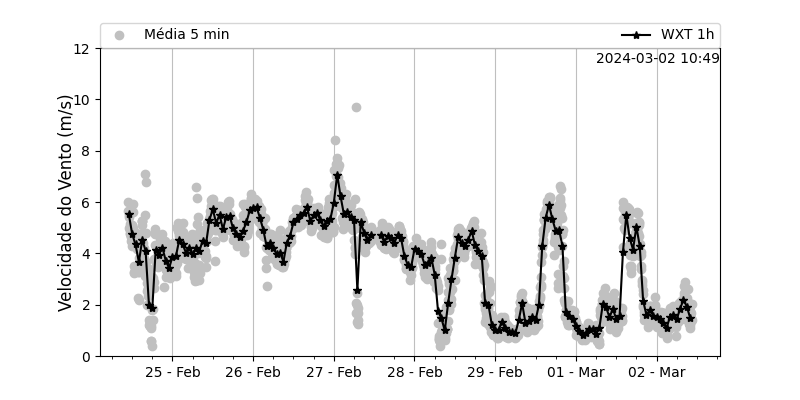 Média 5 min WXT 1h
2024-03-02 10:49
Velocidade do Vento (m/s)
12
10
8
6
4
2
0
25 - Feb 26 - Feb 27 - Feb 28 - Feb 29 - Feb 01 - Mar 02 - Mar